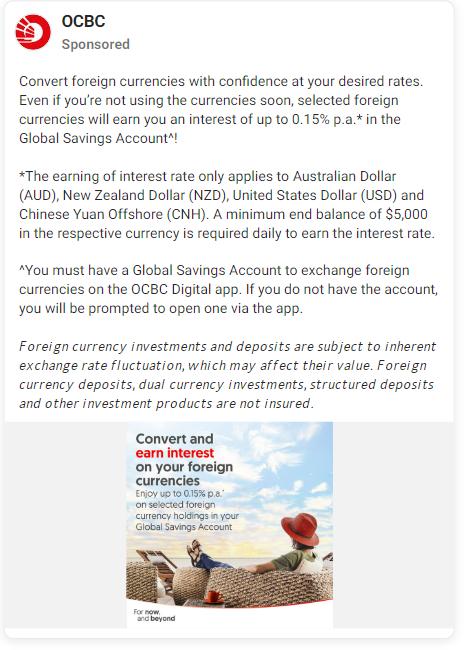 OCBC
Sponsored
Convert foreign currencies with confidence at your desired rates.
Even if you're not using the currencies soon, selected foreign
currencies will earn you an interest of up to 0.15% p.a.* in the
Global Savings Account^!
*The earning of interest rate only applies to Australian Dollar
(AUD), New Zealand Dollar (NZD), United States Dollar (USD) and
Chinese Yuan Offshore (CNH). A minimum end balance of $5,000
in the respective currency is required daily to earn the interest rate.
^You must have a Global Savings Account to exchange foreign
currencies on the OCBC Digital app. If you do not have the account,
you will be prompted to open one via the app.
Foreign currency investments and deposits are subject to inherent
exchange rate fluctuation, which may affect their value. Foreign
currency deposits, dual currency investments, structured deposits
and other investment products are not insured.
Convert and
earn interest
on your foreign
currencies
Enjoy up to 0.15% p.a.*
on selected foreign
currency holdings in your
Global Savings Account
For now,
and beyond